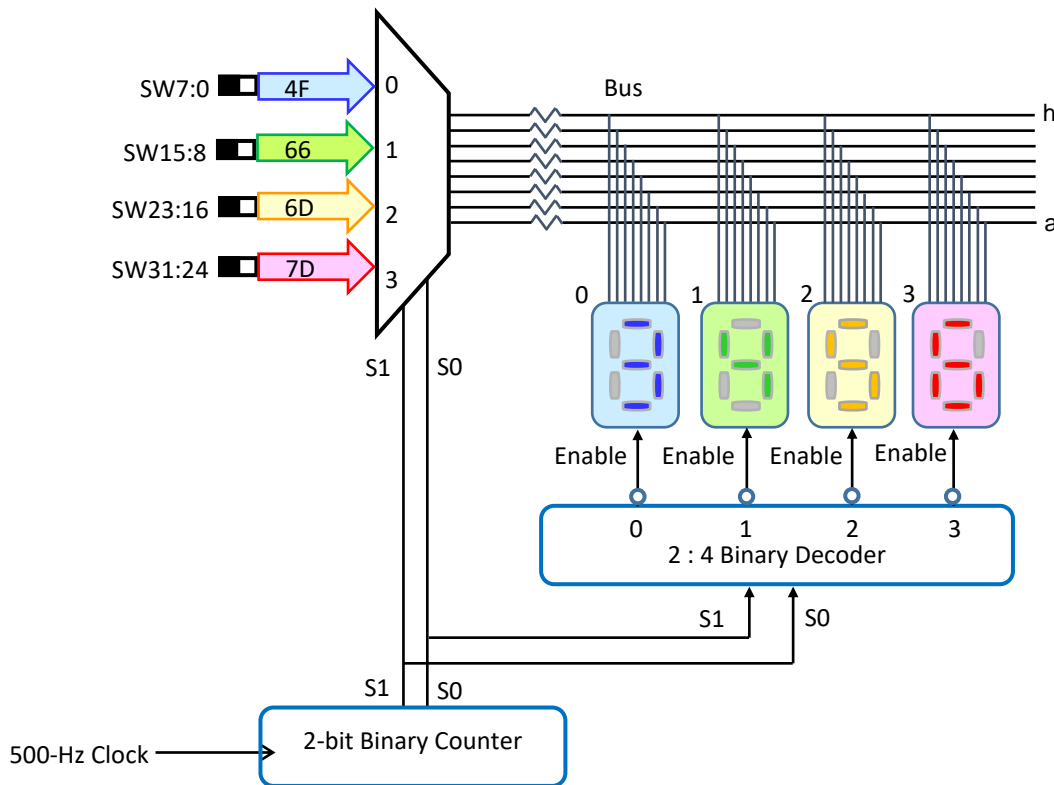 SW7:0
4F
0
SW15:8
66
1
SW23:16
6D
2
SW31:24
7D
3
Bus
h
a
0
1
2
3
S1
S0
Enable
Enable
Enable
Enable
0
1
2
3
2 : 4 Binary Decoder
S1
S0
S1
S0
2-bit Binary Counter
500-Hz Clock